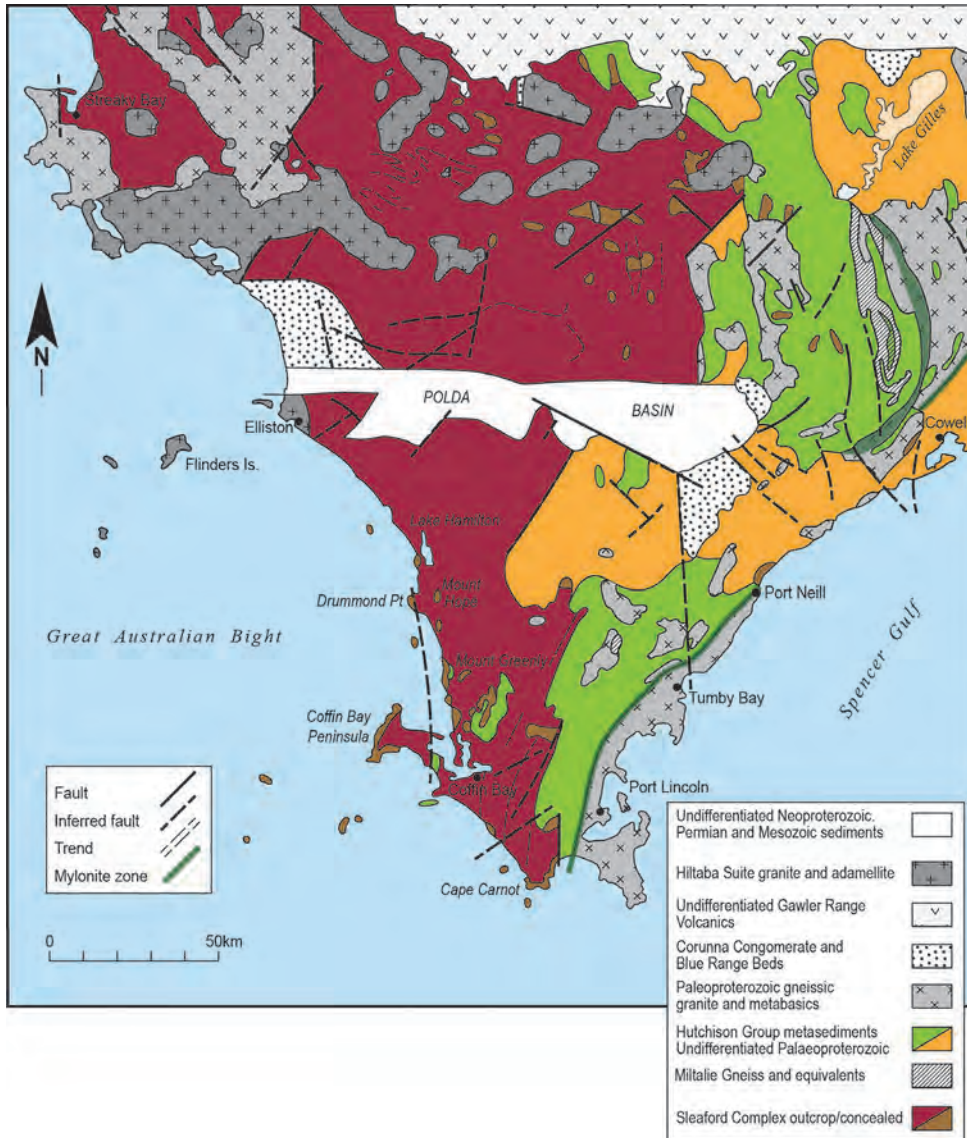 Streaky Bay
Lake Gilles
N
POLDA
BASIN
Elliston
Cowell
Flinders Is.
Lake Hamilton
Mount
Hope
Drummond Pt
Port Neill
Great Australian Bight
Spencer Gulf
Mount Greenly
Tumby Bay
Coffin Bay
Peninsula
Coffin Bay
Port Lincoln
Cape Carnot
Fault
Inferred fault
Trend
Mylonite zone
0 50km
Undifferentiated Neoproterozoic.
Permian and Mesozoic sediments
Hiltaba Suite granite and adamellite
Undifferentiated Gawler Range
Volcanics
Corunna Congomerate and
Blue Range Beds
Paleoproterozoic gneissic
granite and metabasics
Hutchison Group metasediments
Undifferentiated Palaeoproterozoic
Miltalie Gneiss and equivalents
Sleaford Complex outcrop/concealed